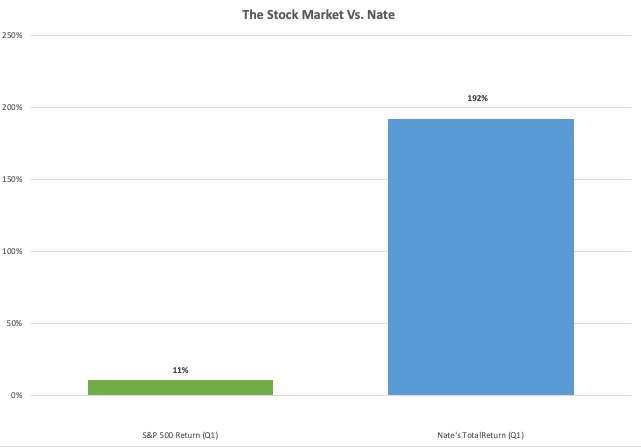 The Stock Market Vs. Nate
250%
200%
192%
150%
100%
50%
11%
0%
S&P 500 Return (Q1)
Nate's TotalReturn (Q1)